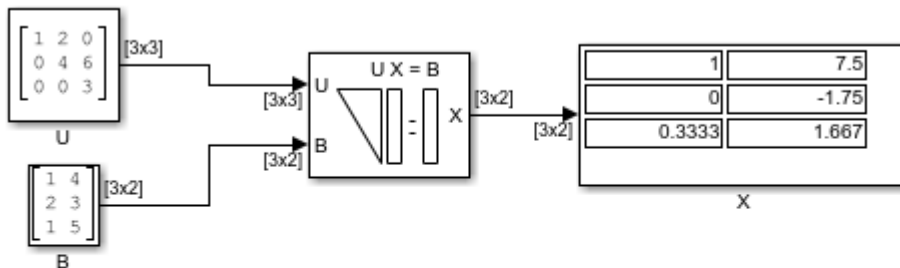 1 2 0
0 4 6
0 0 3
[3x3]
U
1 4
2 3
1 5
[3x2]
B
U X = B
[3x3]
U
[3x2]
B
X
[3x2]
[3x2]
1 7.5
0 -1.75
0.3333 1.667
X